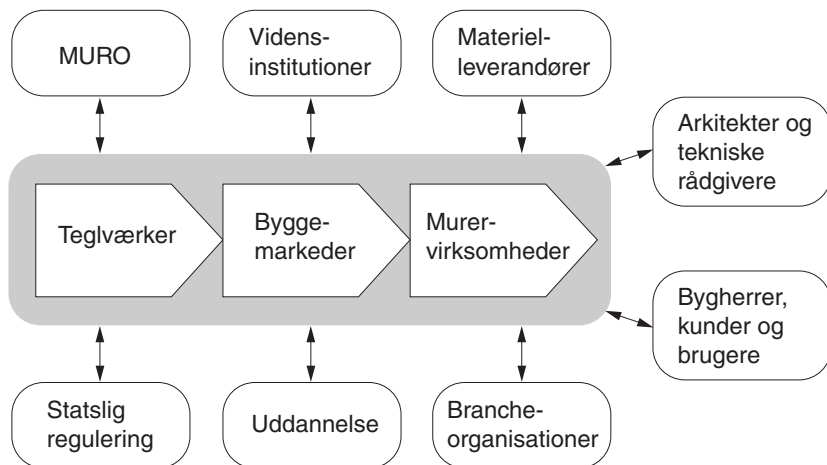 MURO
Videns-
institutioner
Materiel-
leverandører
Arkitekter og
tekniske
rådgivere
Teglværker
Bygge-
markeder
Murer-
virksomheder
Bygherrer,
kunder og
brugere
Statslig
regulering
Uddannelse
Branche-
organisationer